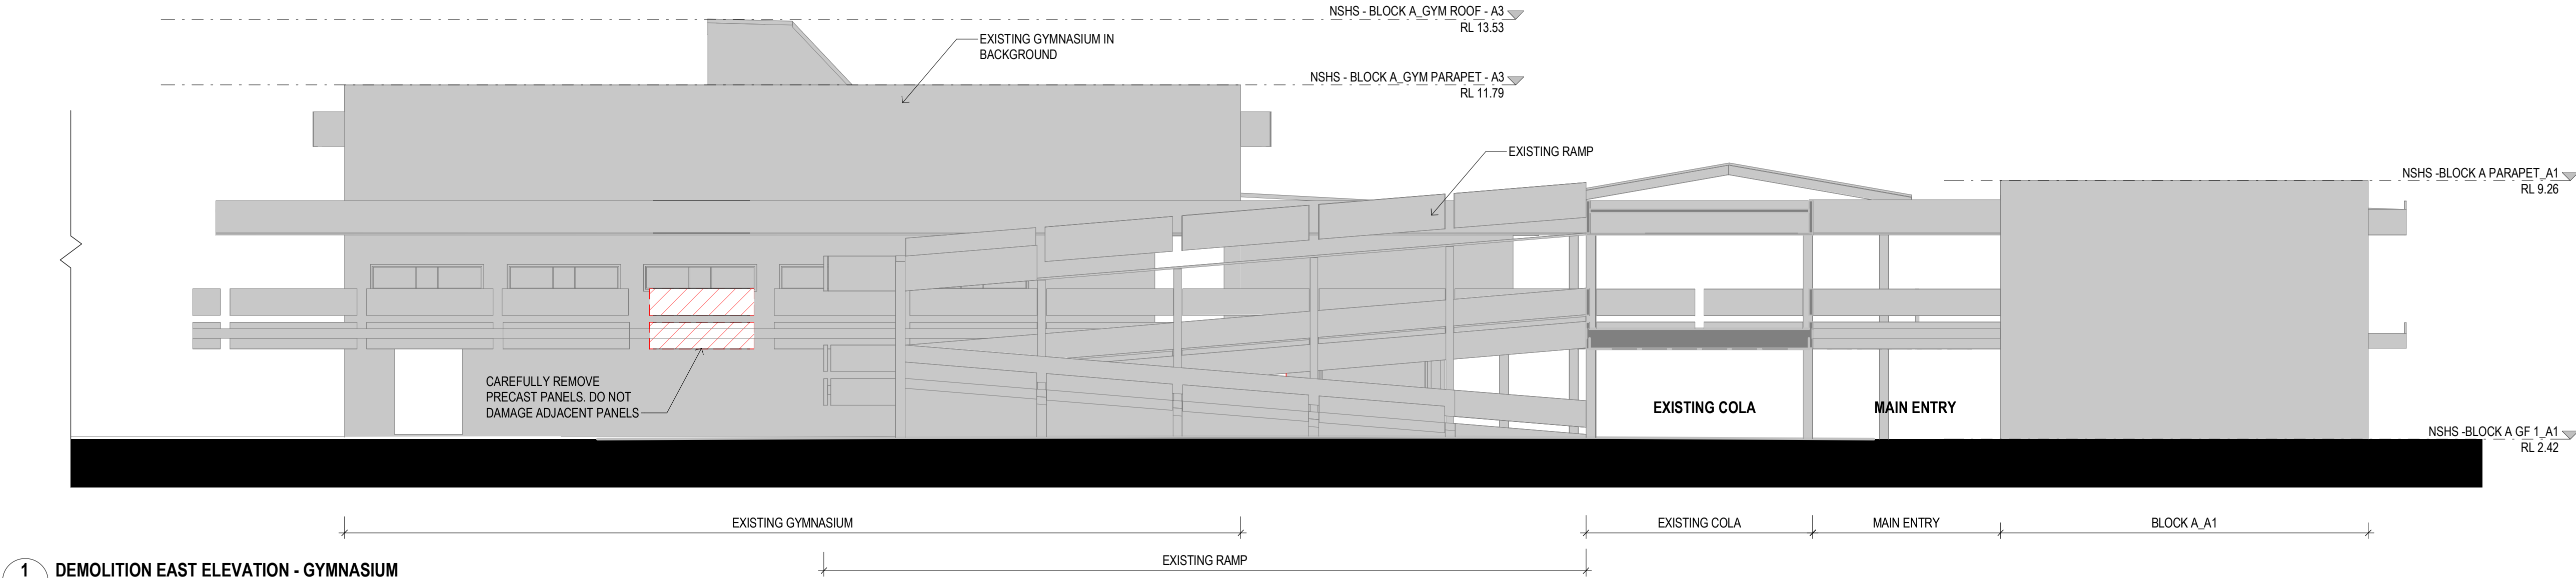 NSHS - BLOCK A_GYM ROOF - A3
RL 13.53
EXISTING GYMNASIUM IN
BACKGROUND
NSHS - BLOCK A_GYM PARAPET - A3
RL 11.79
EXISTING RAMP
NSHS -BLOCK A PARAPET_A1
RL 9.26
CAREFULLY REMOVE
PRECAST PANELS. DO NOT
DAMAGE ADJACENT PANELS
EXISTING COLA
MAIN ENTRY
NSHS -BLOCK A GF 1_A1
RL 2.42
EXISTING GYMNASIUM
EXISTING COLA
MAIN ENTRY
BLOCK A_A1
EXISTING RAMP
1
DEMOLITION EAST ELEVATION - GYMNASIUM